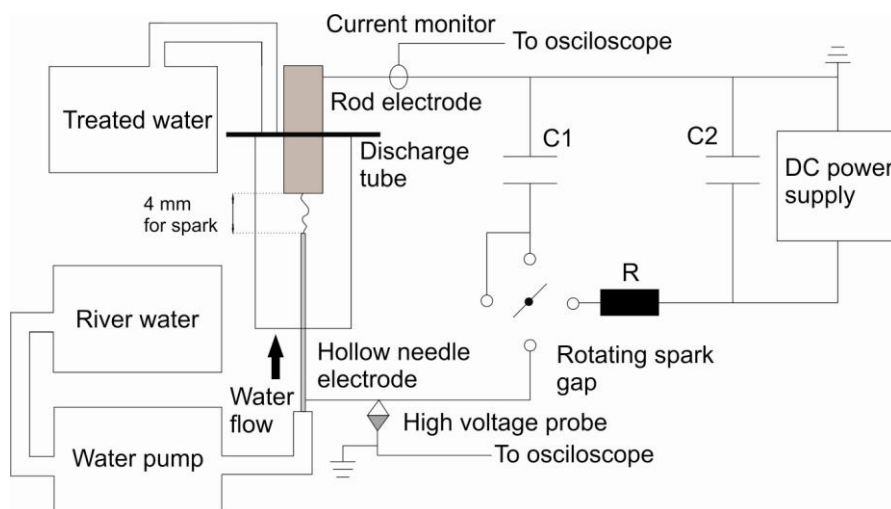 Current monitor
To osciloscope
Rod electrode
Treated water
Discharge
tube
C1
C2
DC power
supply
4 mm
for spark
R
River water
Hollow needle
electrode
Rotating spark
gap
Water
flow
High voltage probe
Water pump
To osciloscope